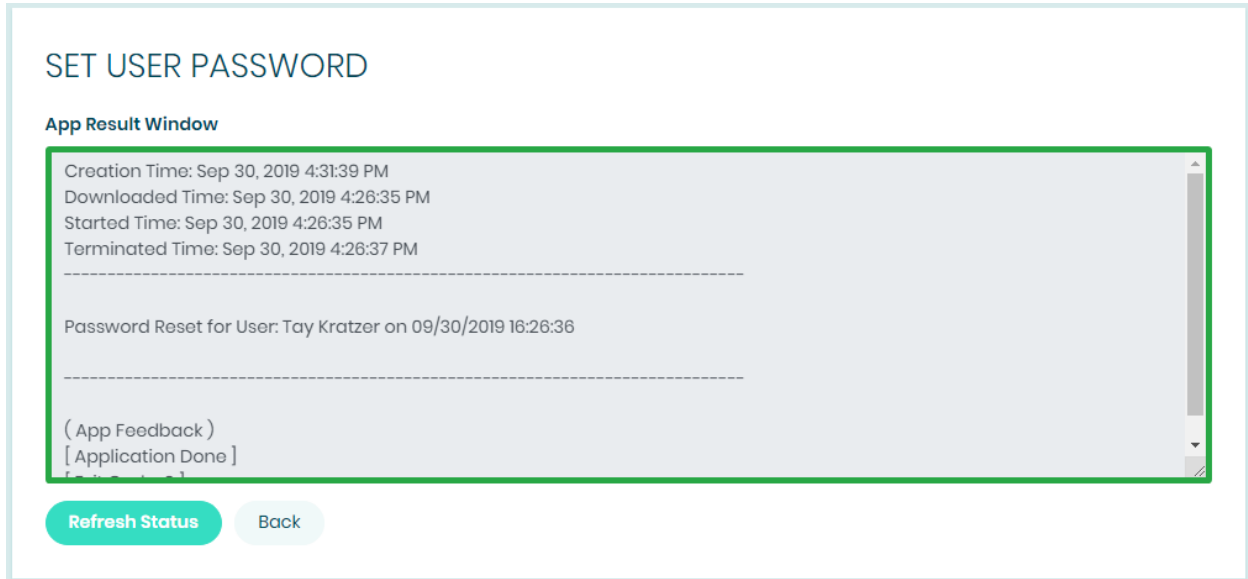 SET USER PASSWORD
App Result Window
Creation Time: Sep 30, 2019 4:31:39 PM
Downloaded Time: Sep 30, 2019 4:26:35 PM
Started Time: Sep 30, 2019 4:26:35 PM
Terminated Time: Sep 30, 2019 4:26:37 PM
------------------------------------------------------------------------------
Password Reset for User: Tay Kratzer on 09/30/2019 16:26:36
------------------------------------------------------------------------------
( App Feedback )
[ Application Done ]
Refresh Status
Back